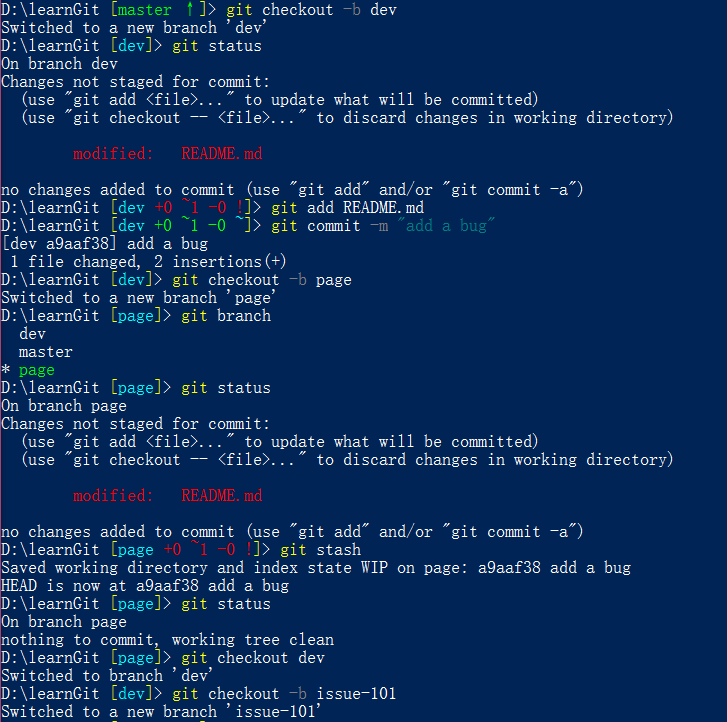 D:\learnGit [master ↑]> git checkout -b dev
Switched to a new branch 'dev'
D:\learnGit [dev]> git status
On branch dev
Changes not staged for commit:
  (use "git add <file>..." to update what will be committed)
  (use "git checkout -- <file>..." to discard changes in working directory)
        modified:   README.md
no changes added to commit (use "git add" and/or "git commit -a")
D:\learnGit [dev +0 ~1 -0 !]> git add README.md
D:\learnGit [dev +0 ~1 -0 ~]> git commit -m "add a bug"
[dev a9aaf38] add a bug
 1 file changed, 2 insertions(+)
D:\learnGit [dev]> git checkout -b page
Switched to a new branch 'page'
D:\learnGit [page]> git branch
  dev
  master
* page
D:\learnGit [page]> git status
On branch page
Changes not staged for commit:
  (use "git add <file>..." to update what will be committed)
  (use "git checkout -- <file>..." to discard changes in working directory)
        modified:   README.md
no changes added to commit (use "git add" and/or "git commit -a")
D:\learnGit [page +0 ~1 -0 !]> git stash
Saved working directory and index state WIP on page: a9aaf38 add a bug
HEAD is now at a9aaf38 add a bug
D:\learnGit [page]> git status
On branch page
nothing to commit, working tree clean
D:\learnGit [page]> git checkout dev
Switched to branch 'dev'
D:\learnGit [dev]> git checkout -b issue-101
Switched to a new branch 'issue-101'